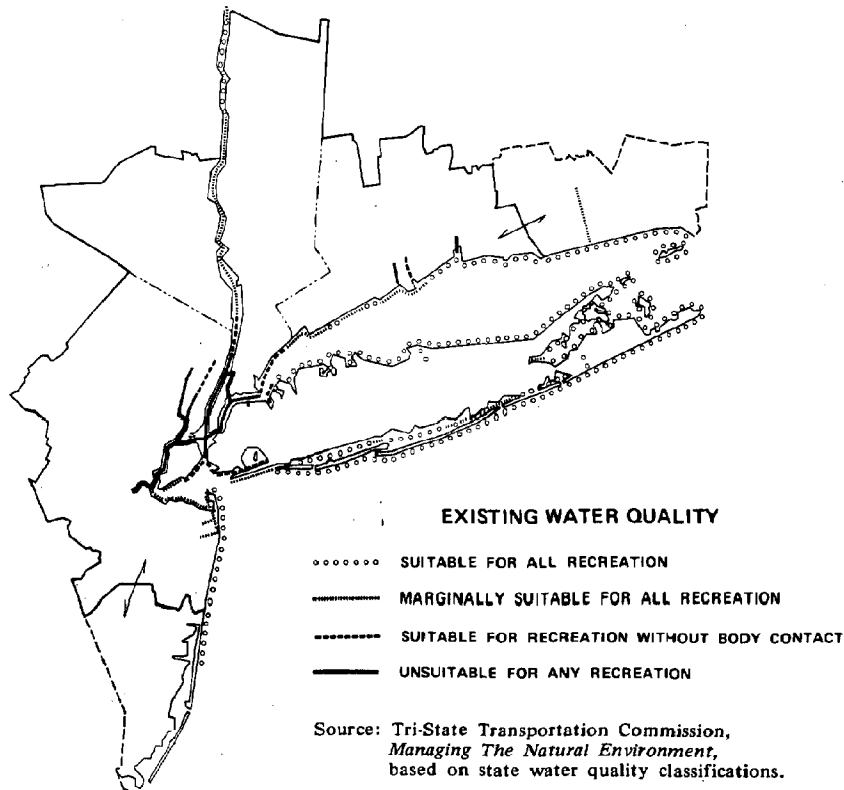 EXISTING WATER QUALITY
SUITABLE FOR ALL RECREATION
MARGINALLY SUITABLE FOR ALL RECREATION
SUITABLE FOR RECREATION WITHOUT BODY CONTACT
UNSUITABLE FOR ANY RECREATION
Source: Tri-State Transportation Commission,
Managing The Natural Environment,
based on state water quality classifications.